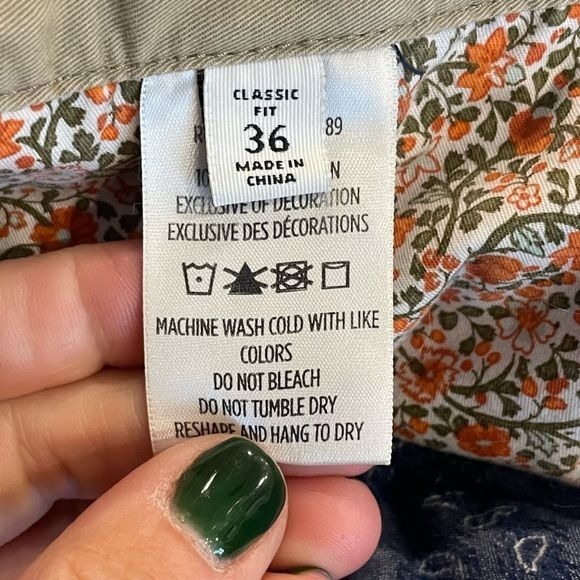 CLASSIC
FIT
36
MADE IN
CHINA
89
EXCLUSIVE OF DECORATION
EXCLUSIVE DES DÉCORATIONS
MACHINE WASH COLD WITH LIKE
COLORS
DO NOT BLEACH
DO NOT TUMBLE DRY
RESHAPE AND HANG TO DRY